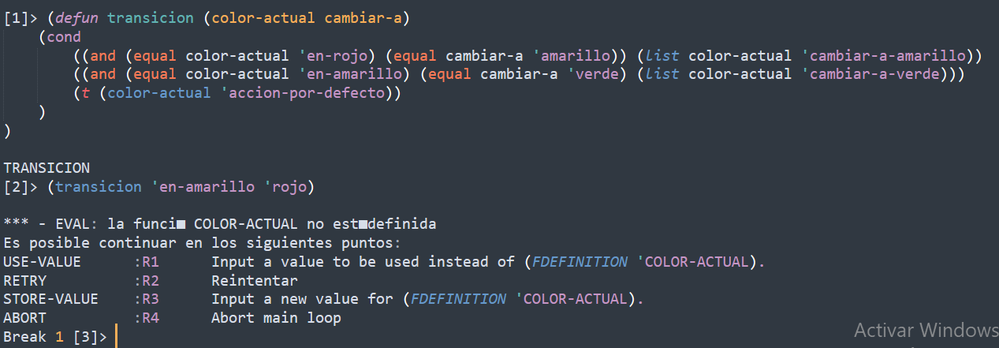 [1]> (defun transicion (color-actual cambiar-a)
(cond
((and (equal color-actual 'en-rojo) (equal cambiar-a 'amarillo)) (list color-actual 'cambiar-a-amarillo))
((and (equal color-actual 'en-amarillo) (equal cambiar-a 'verde) (list color-actual 'cambiar-a-verde)))
(t (color-actual 'accion-por-defecto))
)
)
TRANSICION
[2]> (transicion 'en-amarillo 'rojo)
*** - EVAL: la funci■ COLOR-ACTUAL no est■definida
Es posible continuar en los siguientes puntos:
USE-VALUE :R1 Input a value to be used instead of (FDEFINITION 'COLOR-ACTUAL).
RETRY :R2 Reintentar
STORE-VALUE :R3 Input a new value for (FDEFINITION 'COLOR-ACTUAL).
ABORT :R4 Abort main loop
Break 1 [3]>
Activar Windows